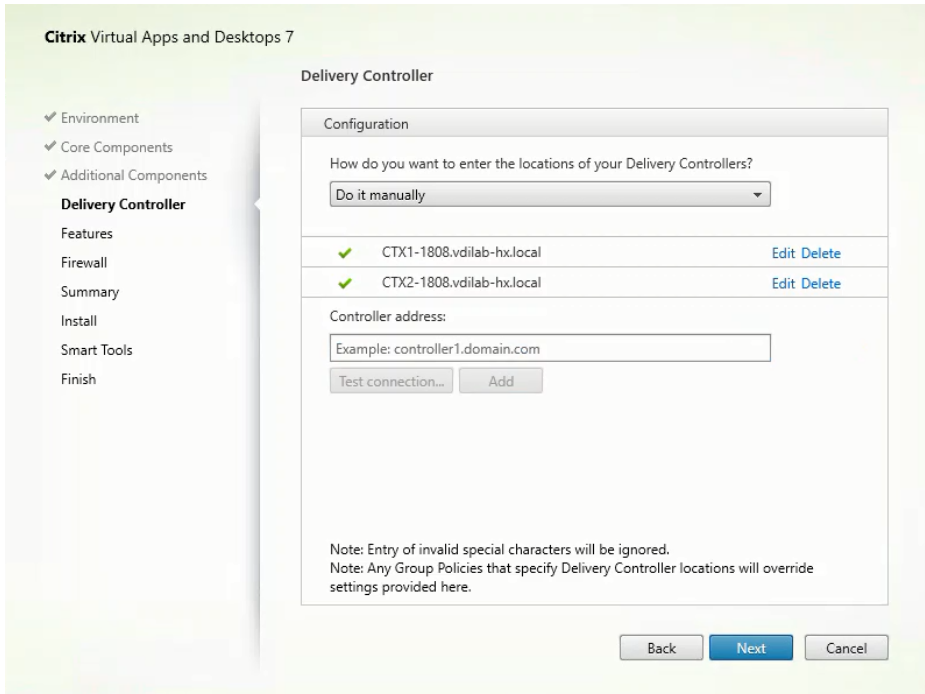 Citrix Virtual Apps and Desktops 7
Delivery Controller
Environment
Core Components
Additional Components
Delivery Controller
Features
Firewall
Summary
Install
Smart Tools
Finish
Configuration
How do you want to enter the locations of your Delivery Controllers?
Do it manually
CTX1-1808.vdilab-hx.local Edit Delete
CTX2-1808.vdilab-hx.local Edit Delete
Controller address:
Example: controller1.domain.com
Test connection... Add
Note: Entry of invalid special characters will be ignored.
Note: Any Group Policies that specify Delivery Controller locations will override
settings provided here.
Back Next Cancel